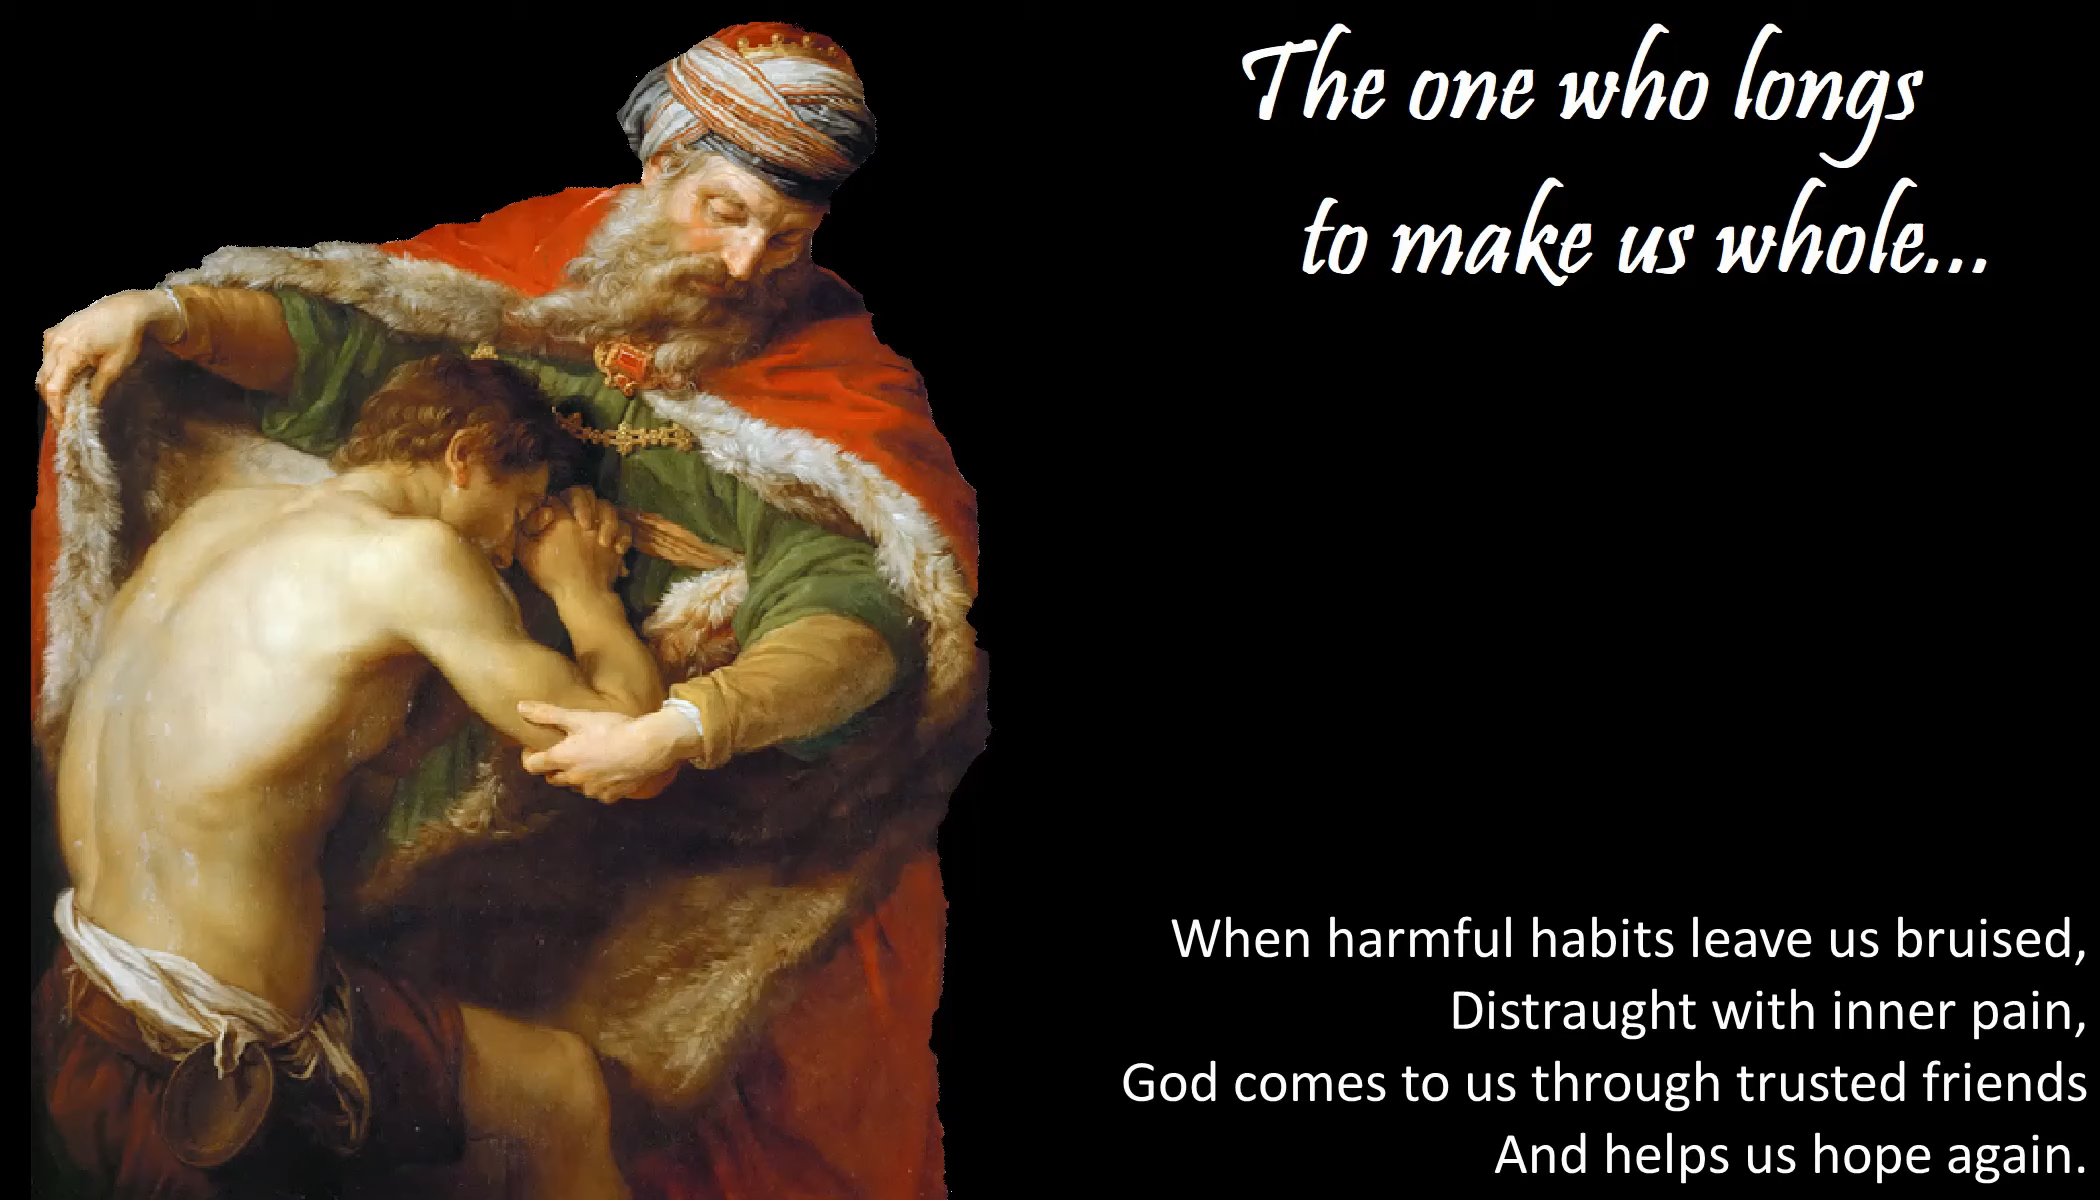 The one who longs
to make us whole...
When harmful habits leave us bruised,
Distraught with inner pain,
God comes to us through trusted friends
And helps us hope again.